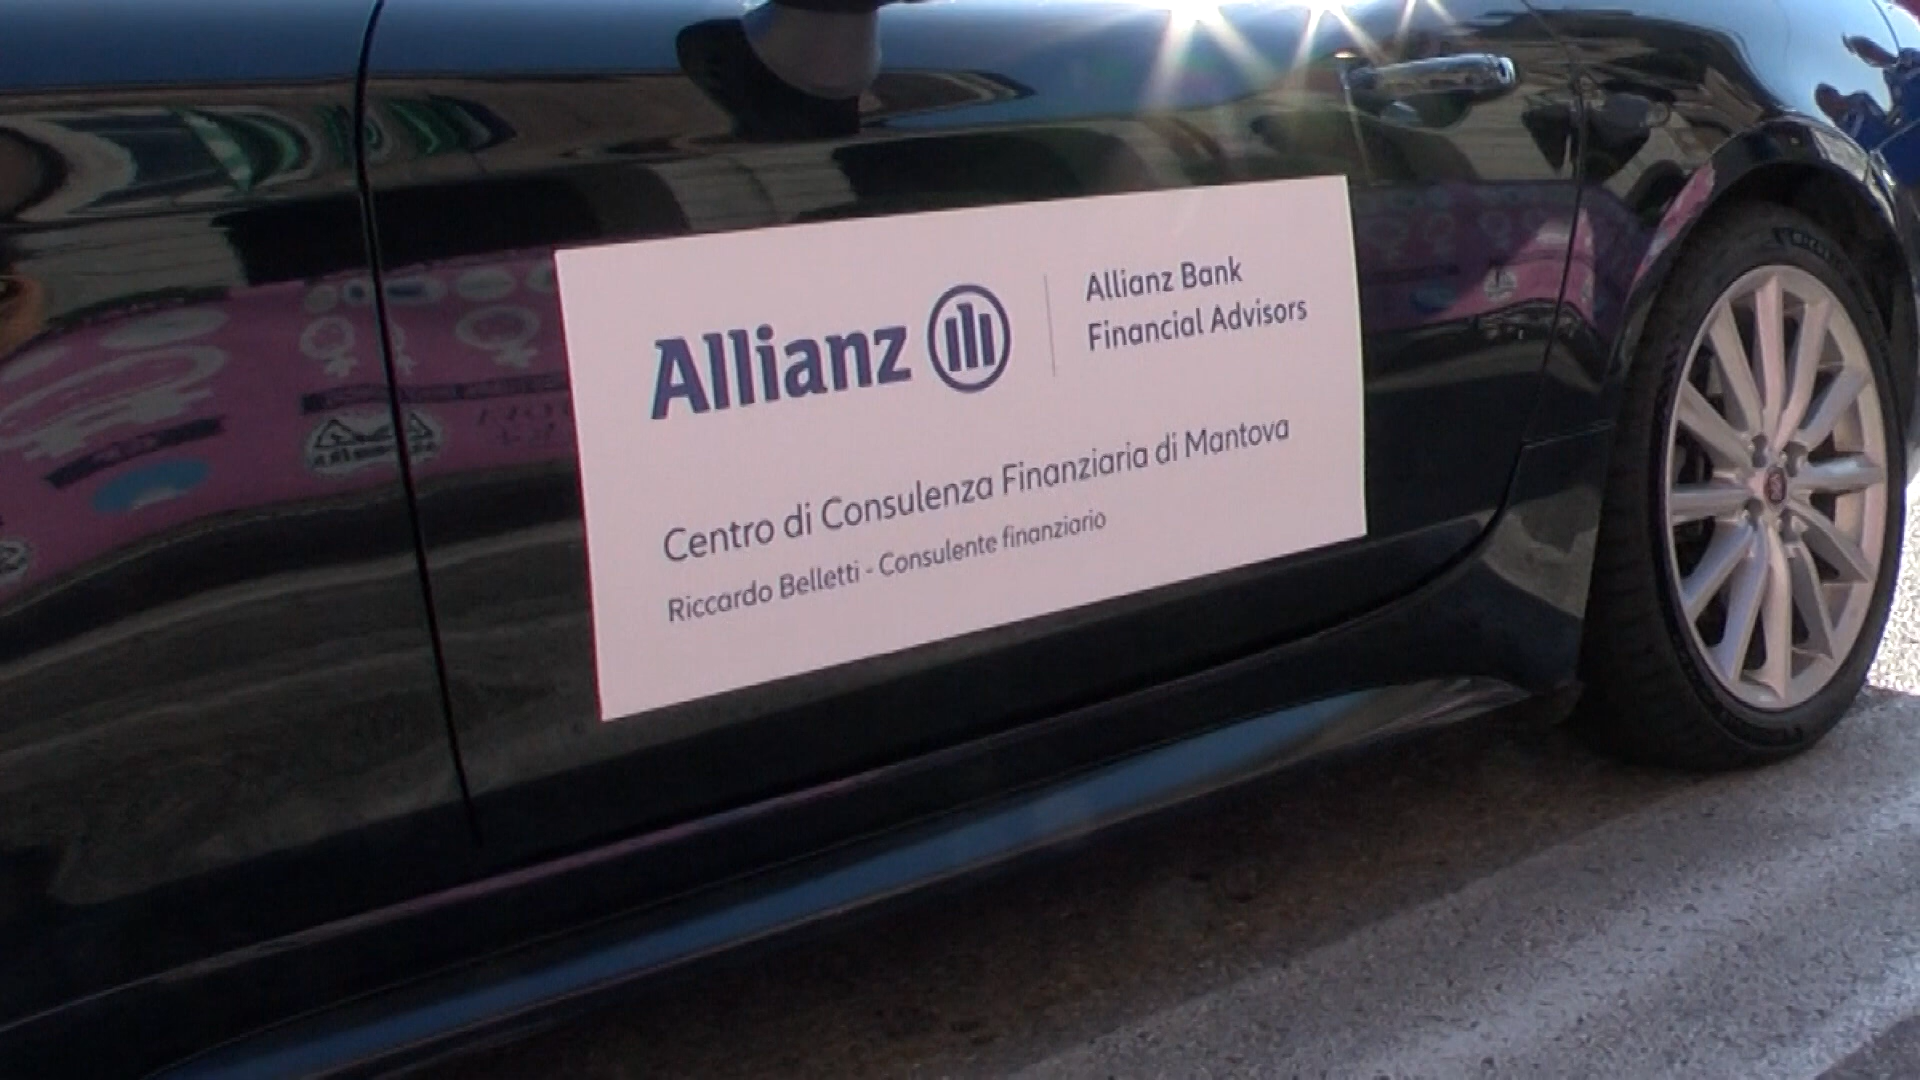 Allianz
Allianz Bank
Financial Advisors
Centro di Consulenza Finanziaria di Mantova
Riccardo Belletti - Consulente finanziario